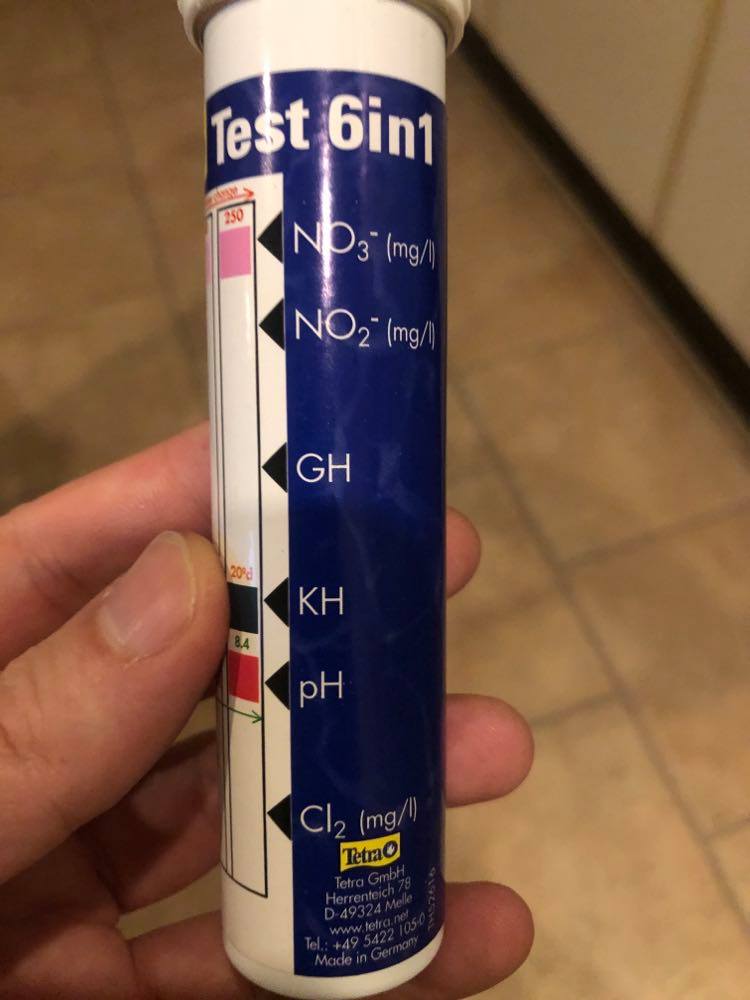 Test 6in1
change
250
NO₃⁻ (mg/l)
NO₂⁻ (mg/l)
GH
20°d
KH
8,4
pH
Cl₂ (mg/l)
Tetra
Tetra GmbH
Herrenteich 78
D-49324 Melle
www.tetra.net
Tel.: +49 5422 105-0
Made in Germany